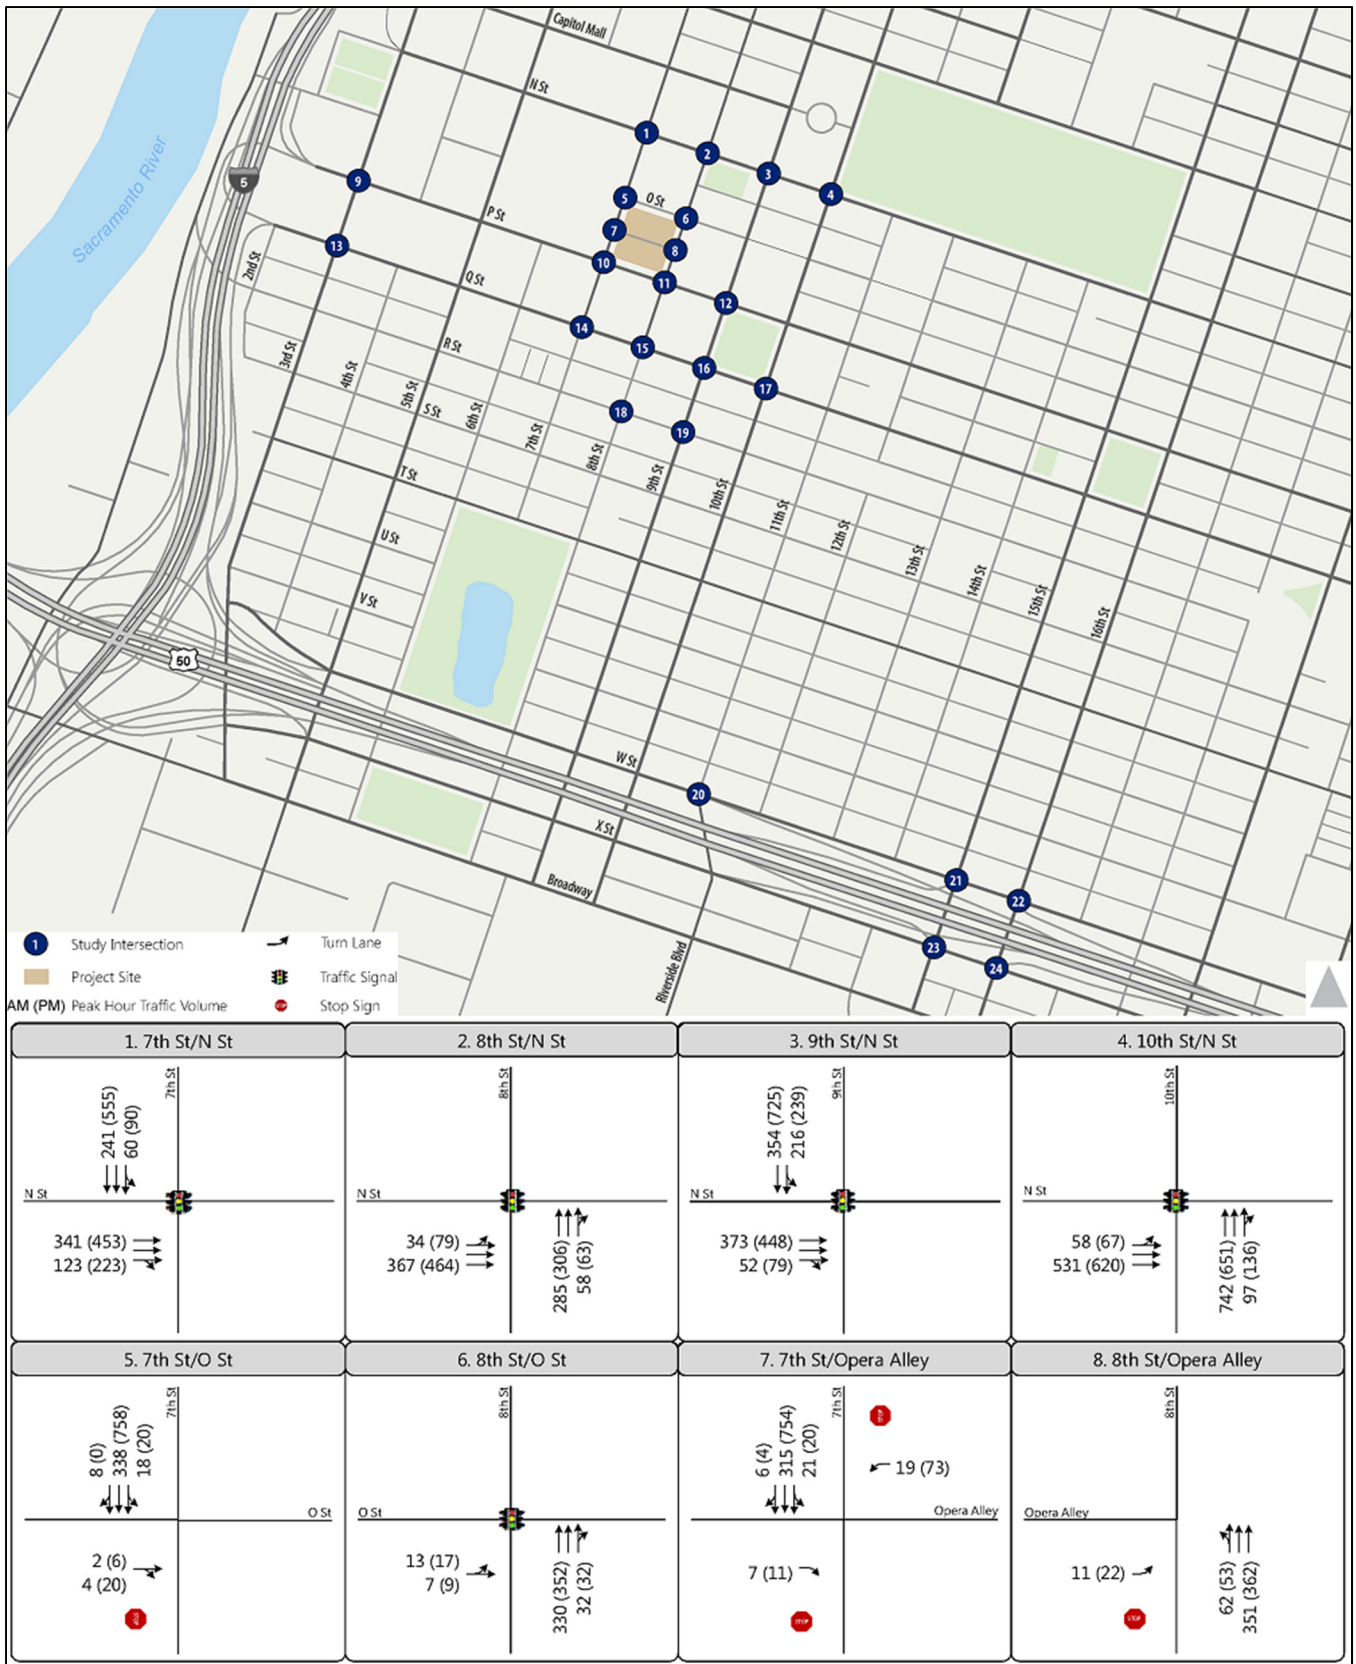 Capitol Mall
N St
Sacramento River
1
2
3
4
5
9
P St
5
O St
6
7
8
10
11
12
13
2nd St
Q St
14
15
16
17
3rd St
4th St
R St
5th St
S St
6th St
7th St
8th St
18
19
9th St
10th St
11th St
12th St
13th St
14th St
15th St
16th St
T St
U St
V St
50
W St
20
X St
Broadway
21
22
23
24
Riverside Blvd
1 Study Intersection
Turn Lane
Project Site
Traffic Signal
AM (PM) Peak Hour Traffic Volume
STOP Stop Sign
1. 7th St/N St
7th St
241 (555)
60 (90)
N St
341 (453)
123 (223)
2. 8th St/N St
8th St
N St
34 (79)
367 (464)
285 (306)
58 (63)
3. 9th St/N St
9th St
354 (725)
216 (239)
N St
373 (448)
52 (79)
4. 10th St/N St
10th St
N St
58 (67)
531 (620)
742 (651)
97 (136)
5. 7th St/O St
7th St
8 (0)
338 (758)
18 (20)
O St
2 (6)
4 (20)
STOP
6. 8th St/O St
8th St
O St
13 (17)
7 (9)
330 (352)
32 (32)
7. 7th St/Opera Alley
7th St
STOP
6 (4)
315 (754)
21 (20)
19 (73)
Opera Alley
7 (11)
STOP
8. 8th St/Opera Alley
8th St
Opera Alley
11 (22)
STOP
62 (53)
351 (362)